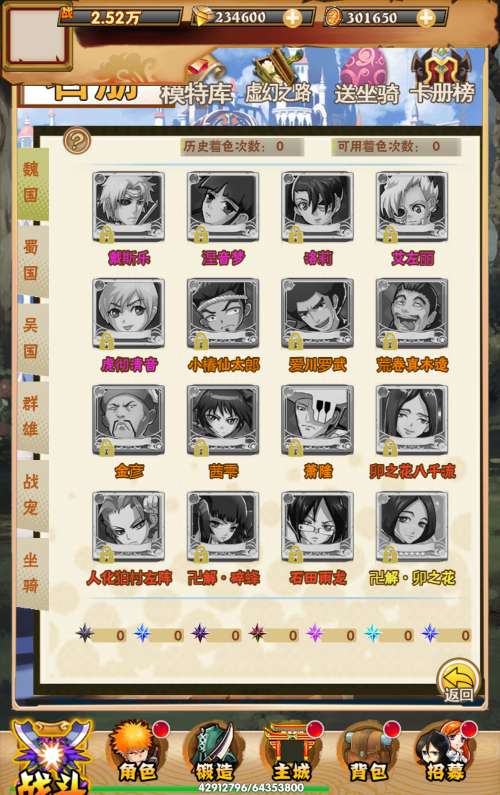 战 2.52万 234600 301650
模特库 虚幻之路 送坐骑 卡册榜
? 历史着色次数: 0 可用着色次数: 0
魏国
蜀国
吴国
群雄
战宠
坐骑
戴斯乐 涅音梦 洛莉 艾友丽
虎彻清音 小椿仙太郎 爱川罗武 荒卷真木造
金彦 茜雫 萧隆 卯之花八千流
人化狛村左阵 卍解·碎蜂 石田雨龙 卍解·卯之花
0 0 0 0 0 0 0
返回
战斗 角色 锻造 主城 背包 招募
42912796/64353800